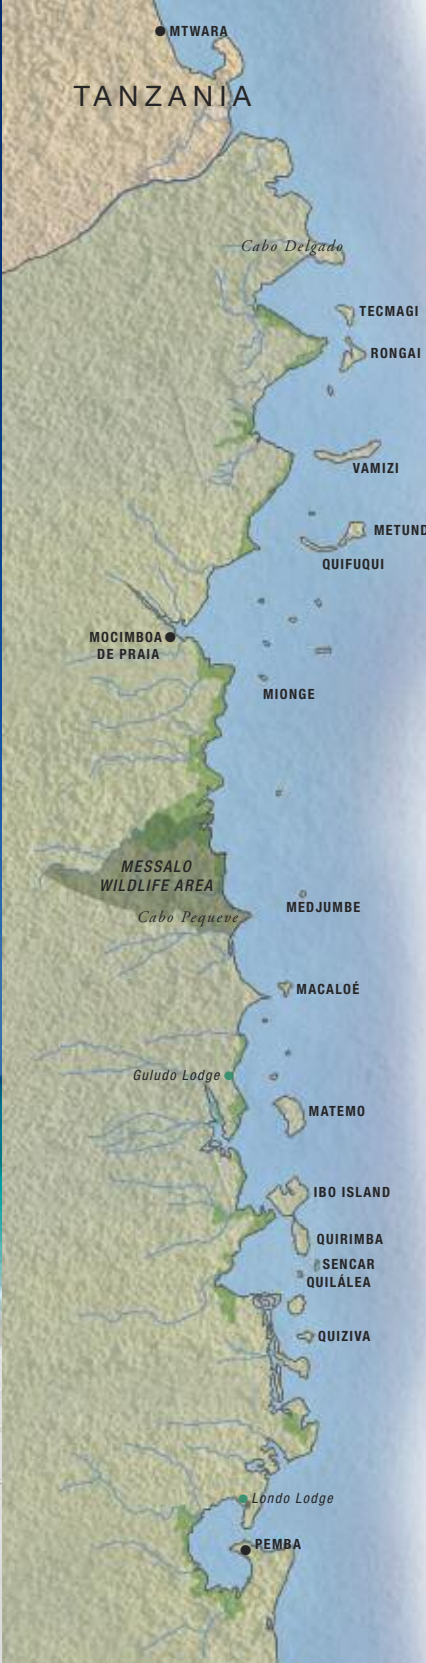 MTWARA
TANZANIA
Cabo Delgado
TECMAGI
RONGAI
VAMIZI
METUND
QUIFUQUI
MOCIMBOA
DE PRAIA
MIONGE
MESSALO
WILDLIFE AREA
MEDJUMBE
Cabo Pequeve
MACALOÉ
Guludo Lodge
MATEMO
IBO ISLAND
QUIRIMBA
SENCAR
QUILÁLEA
QUIZIVA
Londo Lodge
PEMBA